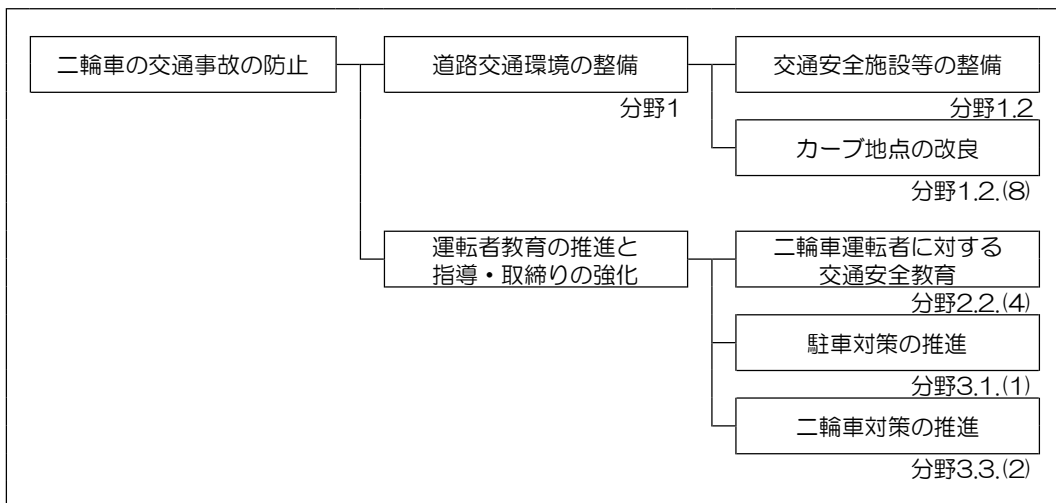 二輪車の交通事故の防止
道路交通環境の整備
分野1
交通安全施設等の整備
分野1.2
カーブ地点の改良
分野1.2.(8)
運転者教育の推進と
指導・取締りの強化
二輪車運転者に対する
交通安全教育
分野2.2.(4)
駐車対策の推進
分野3.1.(1)
二輪車対策の推進
分野3.3.(2)